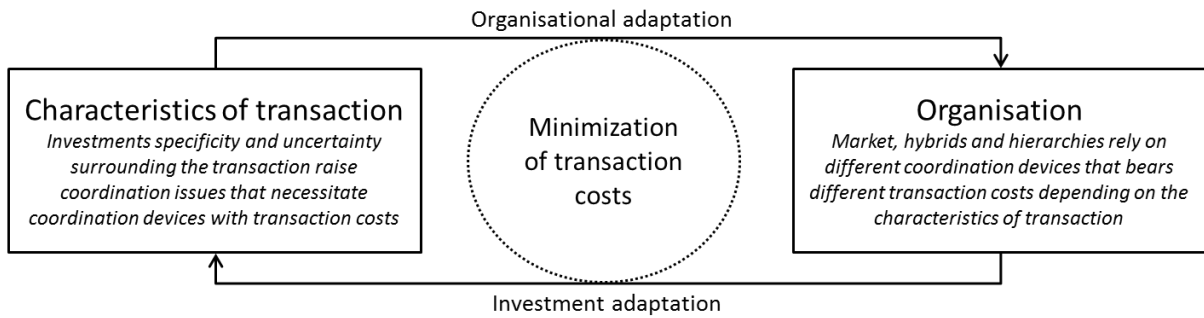 Organisational adaptation
Characteristics of transaction
Investments specificity and uncertainty
surrounding the transaction raise
coordination issues that necessitate
coordination devices with transaction costs
Minimization
of transaction
costs
Organisation
Market, hybrids and hierarchies rely on
different coordination devices that bears
different transaction costs depending on the
characteristics of transaction
Investment adaptation